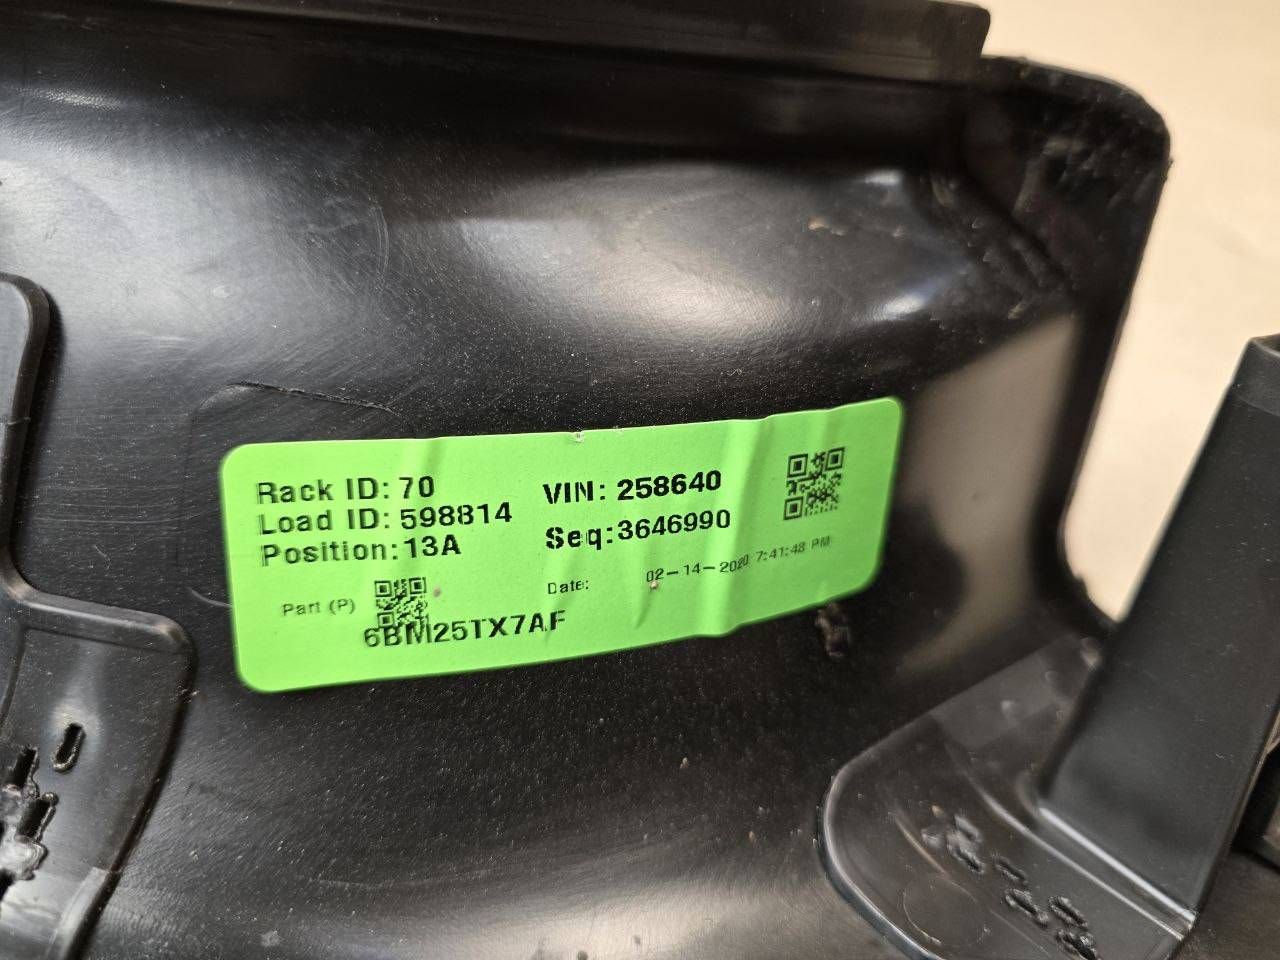 Rack ID: 70
Load ID: 598814
Position: 13A
VIN: 258640
Seq: 3646990
Date: 02-14-2020 7:41:48 PM
Part (P)
6BM25TX7AF